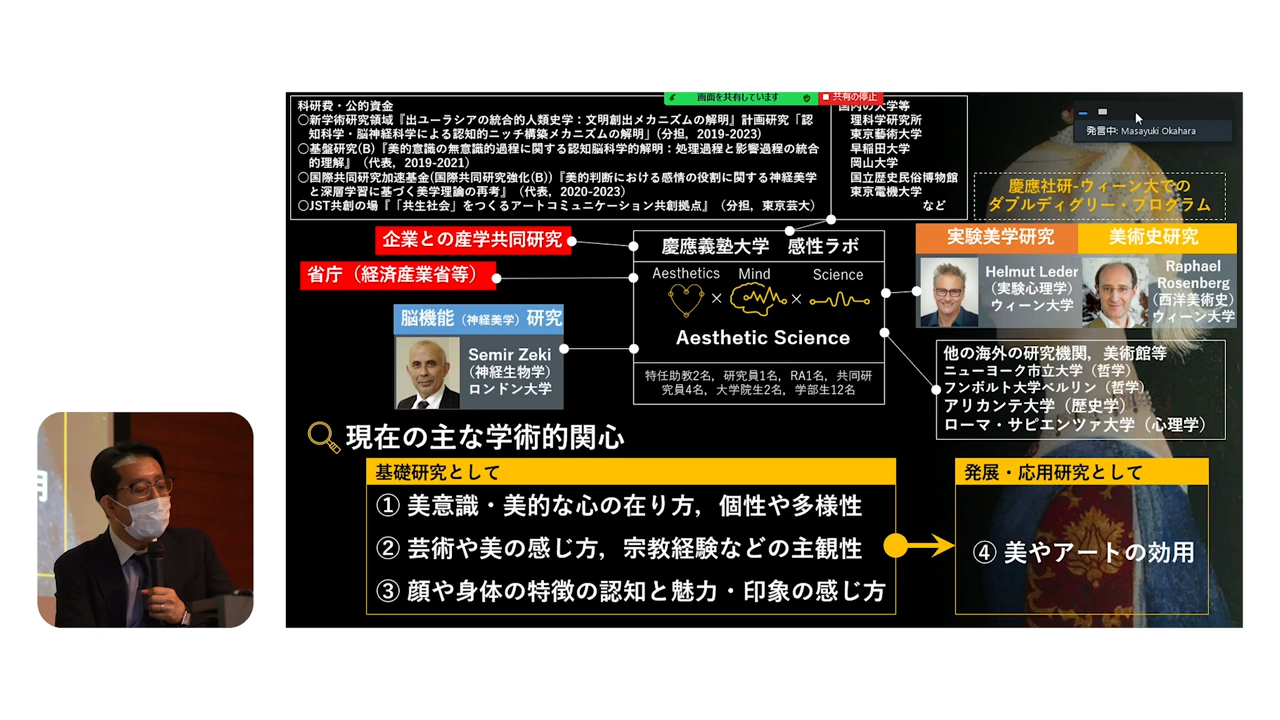 科研費・公的資金
○新学術研究領域『出ユーラシアの統合的人類史学：文明創出メカニズムの解明』計画研究「認
知科学・脳神経科学による認知的ニッチ構築メカニズムの解明」（分担，2019-2023）
○基盤研究(B)『美的意識の無意識的過程に関する認知脳科学的解明：処理過程と影響過程の統合
的理解』（代表，2019-2021）
○国際共同研究加速基金(国際共同研究強化(B))『美的判断における感情の役割に関する神経美学
と深層学習に基づく美学理論の再考』（代表，2020-2023）
○JST共創の場『「共生社会」をつくるアートコミュニケーション共創拠点』（分担，東京芸大）
画面を共有しています
共有の停止
国内の大学等
理科学研究所
東京藝術大学
早稲田大学
岡山大学
国立歴史民俗博物館
東京電機大学
など
発言中: Masayuki Okahara
慶應社研-ウィーン大での
ダブルディグリー・プログラム
企業との産学共同研究
省庁（経済産業省等）
脳機能（神経美学）研究
Semir Zeki
（神経生物学）
ロンドン大学
慶應義塾大学　感性ラボ
Aesthetics Mind Science
× ×
Aesthetic Science
特任助教2名，研究員1名，RA1名，共同研
究員4名，大学院生2名，学部生12名
実験美学研究
Helmut Leder
（実験心理学）
ウィーン大学
美術史研究
Raphael
Rosenberg
（西洋美術史）
ウィーン大学
他の海外の研究機関，美術館等
ニューヨーク市立大学（哲学）
フンボルト大学ベルリン（哲学）
アリカンテ大学（歴史学）
ローマ・サピエンツァ大学（心理学）
現在の主な学術的関心
基礎研究として
① 美意識・美的な心の在り方，個性や多様性
② 芸術や美の感じ方，宗教経験などの主観性
③ 顔や身体の特徴の認知と魅力・印象の感じ方
発展・応用研究として
④ 美やアートの効用
用